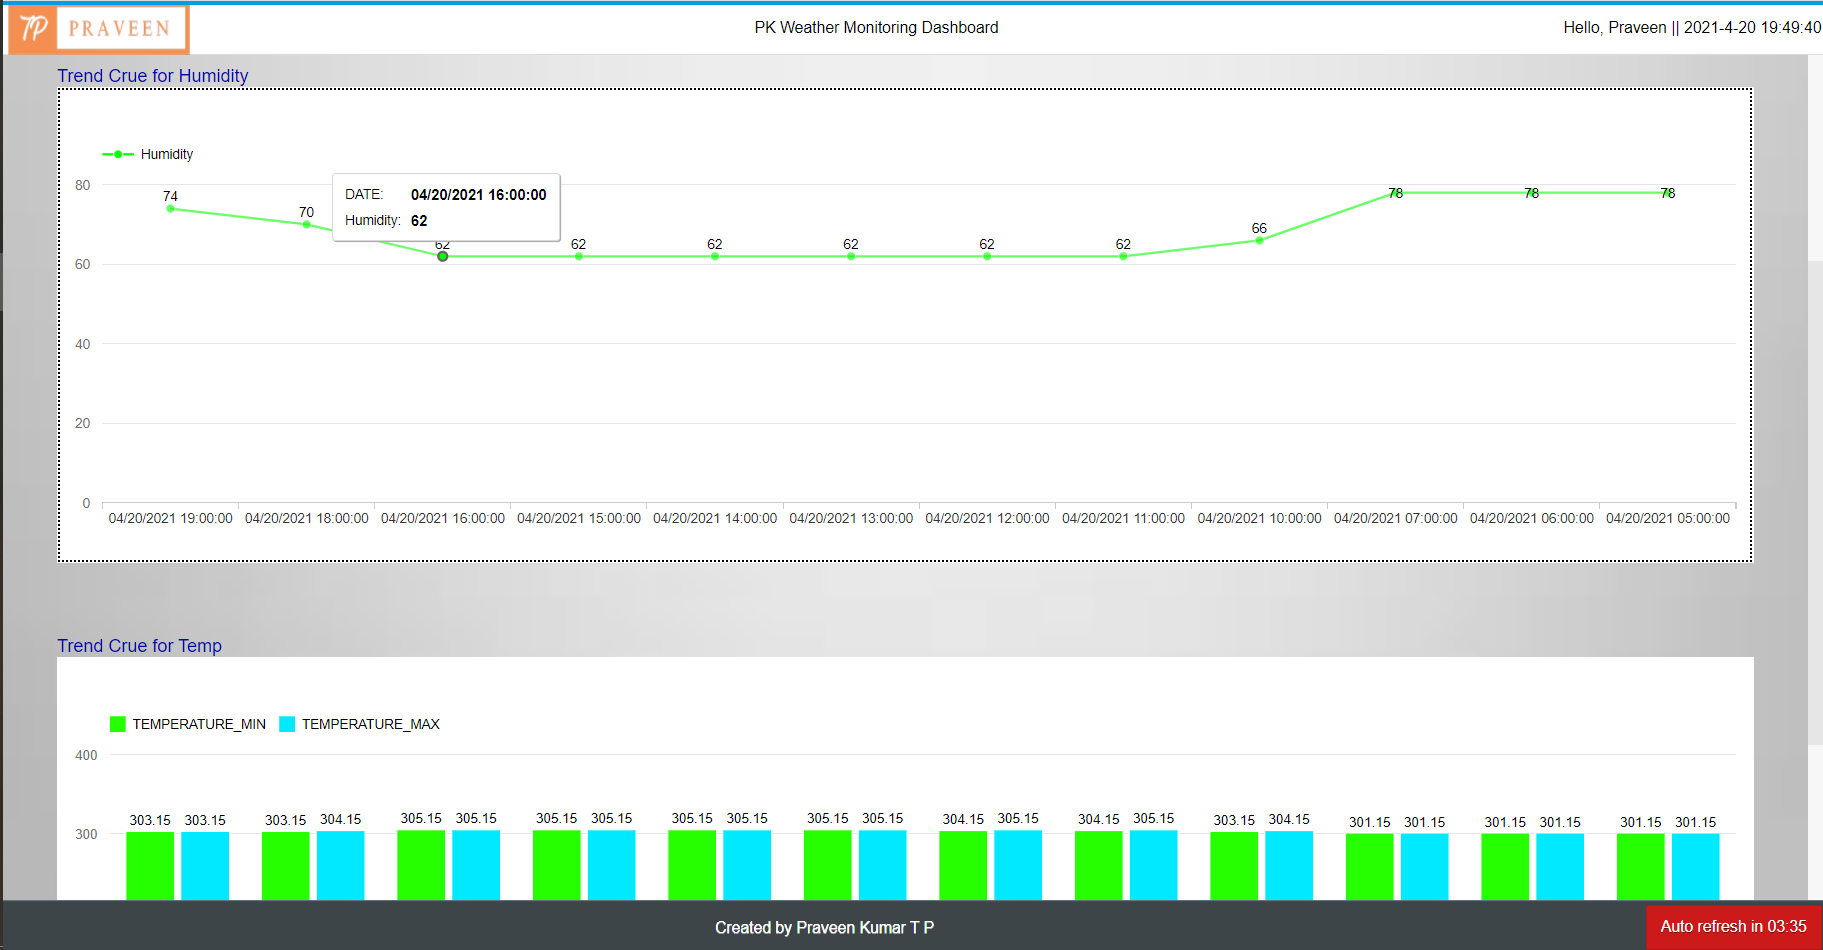 TP PRAVEEN
PK Weather Monitoring Dashboard
Hello, Praveen || 2021-4-20 19:49:40
Trend Crue for Humidity
Humidity
DATE: 04/20/2021 16:00:00
Humidity: 62
80
74
70
62
62
62
62
62
62
66
78
78
78
60
40
20
0
04/20/2021 19:00:00 04/20/2021 18:00:00 04/20/2021 16:00:00 04/20/2021 15:00:00 04/20/2021 14:00:00 04/20/2021 13:00:00 04/20/2021 12:00:00 04/20/2021 11:00:00 04/20/2021 10:00:00 04/20/2021 07:00:00 04/20/2021 06:00:00 04/20/2021 05:00:00
Trend Crue for Temp
TEMPERATURE_MIN TEMPERATURE_MAX
400
303.15 303.15 303.15 304.15 305.15 305.15 305.15 305.15 305.15 305.15 305.15 305.15 304.15 305.15 304.15 305.15 303.15 304.15 301.15 301.15 301.15 301.15 301.15 301.15
300
Created by Praveen Kumar T P
Auto refresh in 03:35